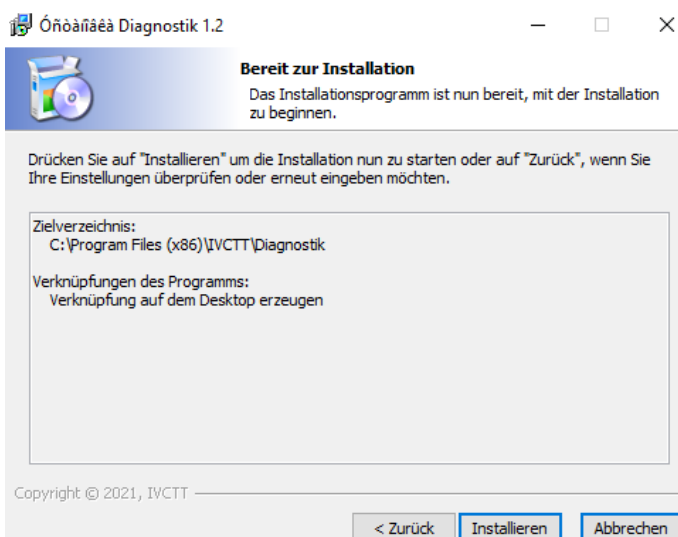 Óñòàíîâêà Diagnostik 1.2
Bereit zur Installation
Das Installationsprogramm ist nun bereit, mit der Installation
zu beginnen.
Drücken Sie auf "Installieren" um die Installation nun zu starten oder auf "Zurück", wenn Sie
Ihre Einstellungen überprüfen oder erneut eingeben möchten.
Zielverzeichnis:
C:\Program Files (x86)\IVCTT\Diagnostik
Verknüpfungen des Programms:
Verknüpfung auf dem Desktop erzeugen
Copyright © 2021, IVCTT
< Zurück
Installieren
Abbrechen